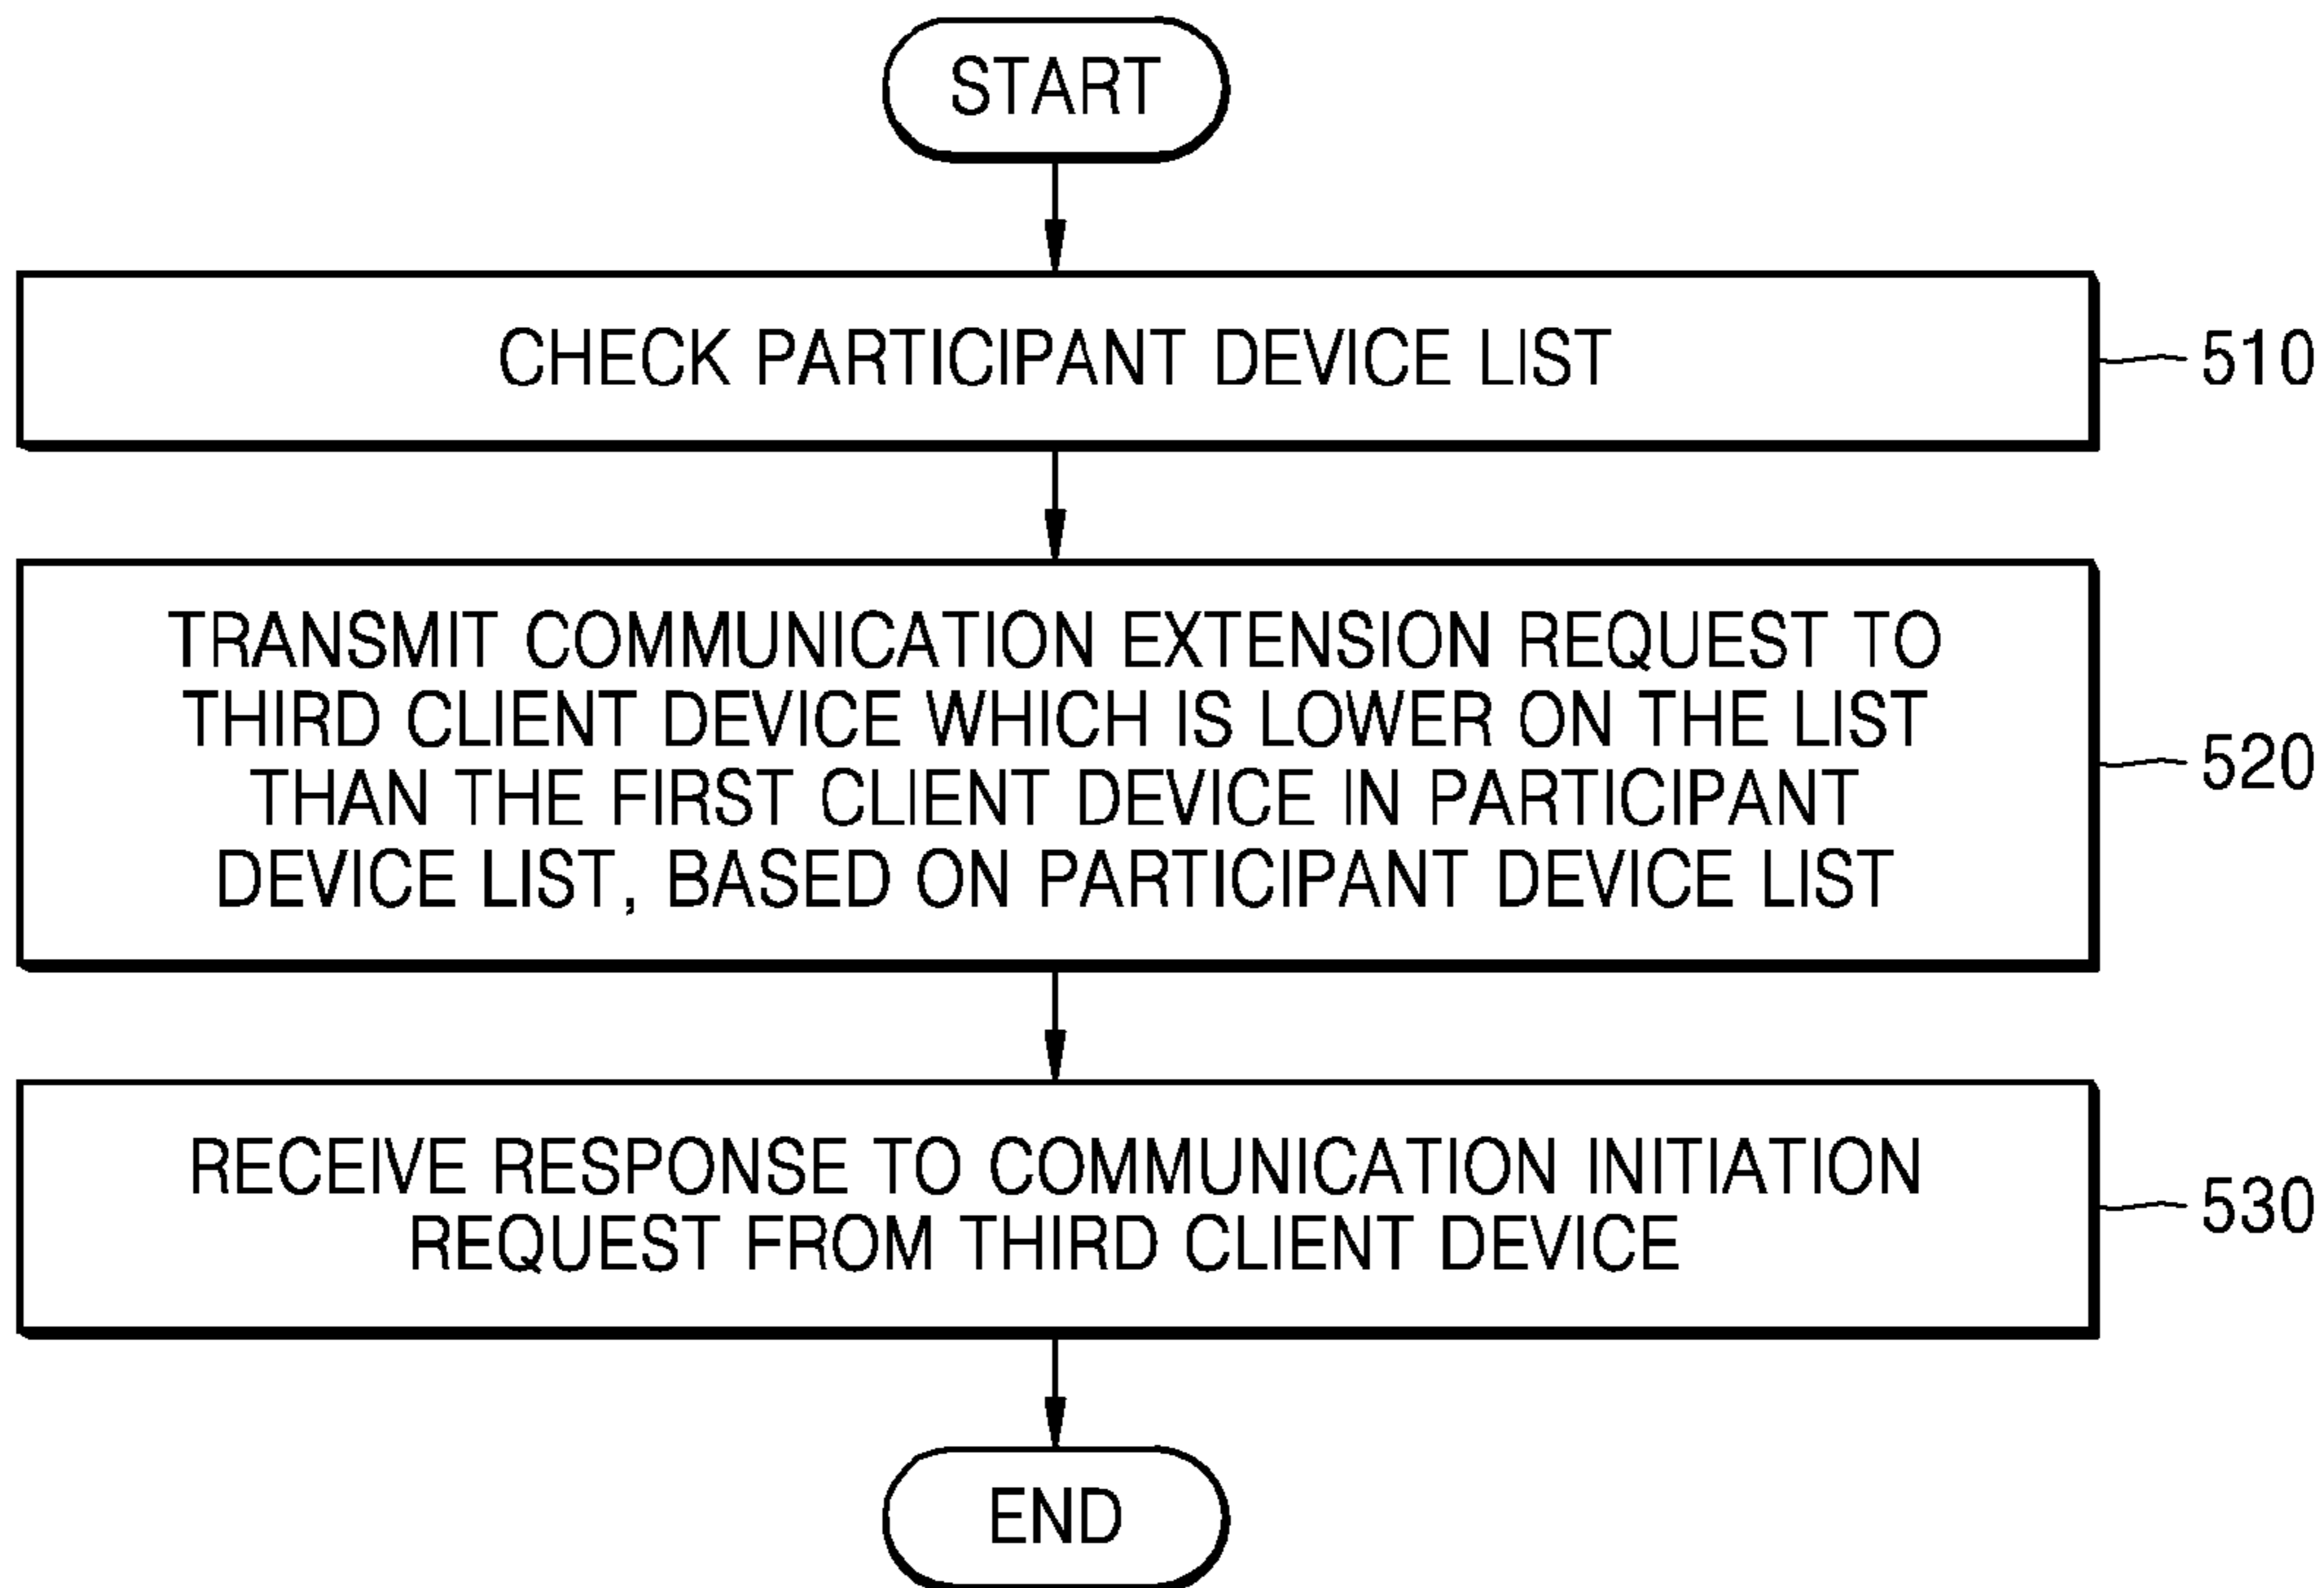 START
CHECK PARTICIPANT DEVICE LIST
510
TRANSMIT COMMUNICATION EXTENSION REQUEST TO
THIRD CLIENT DEVICE WHICH IS LOWER ON THE LIST
THAN THE FIRST CLIENT DEVICE IN PARTICIPANT
DEVICE LIST, BASED ON PARTICIPANT DEVICE LIST
520
RECEIVE RESPONSE TO COMMUNICATION INITIATION
REQUEST FROM THIRD CLIENT DEVICE
530
END